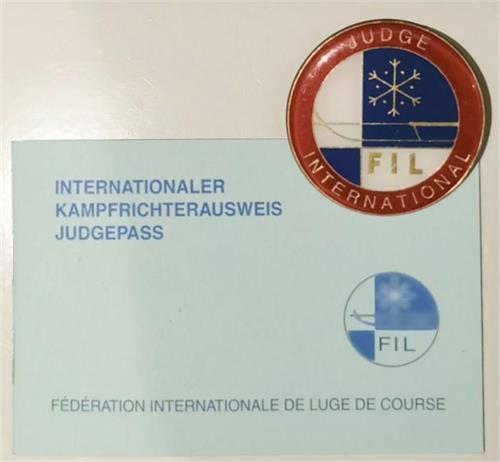 JUDGE
FIL
INTERNATIONAL
INTERNATIONALER
KAMPFRICHTERAUSWEIS
JUDGEPASS
FIL
FÉDÉRATION INTERNATIONALE DE LUGE DE COURSE